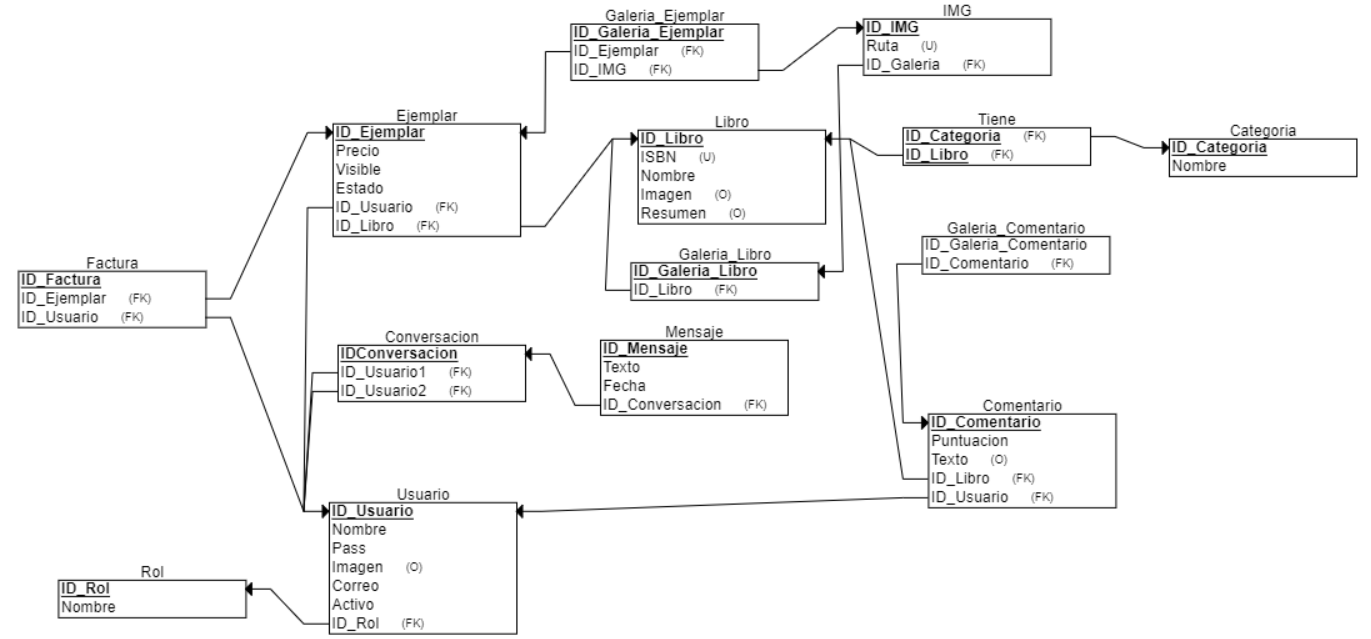 Galeria_Ejemplar
ID_Galeria_Ejemplar
ID_Ejemplar (FK)
ID_IMG (FK)
IMG
ID_IMG
Ruta (U)
ID_Galeria (FK)
Ejemplar
ID_Ejemplar
Precio
Visible
Estado
ID_Usuario (FK)
ID_Libro (FK)
Libro
ID_Libro
ISBN (U)
Nombre
Imagen (O)
Resumen (O)
Tiene
ID_Categoria (FK)
ID_Libro (FK)
Categoria
ID_Categoria
Nombre
Galeria_Comentario
ID_Galeria_Comentario
ID_Comentario (FK)
Galeria_Libro
ID_Galeria_Libro
ID_Libro (FK)
Factura
ID_Factura
ID_Ejemplar (FK)
ID_Usuario (FK)
Conversacion
IDConversacion
ID_Usuario1 (FK)
ID_Usuario2 (FK)
Mensaje
ID_Mensaje
Texto
Fecha
ID_Conversacion (FK)
Comentario
ID_Comentario
Puntuacion
Texto (O)
ID_Libro (FK)
ID_Usuario (FK)
Usuario
ID_Usuario
Nombre
Pass
Imagen (O)
Correo
Activo
ID_Rol (FK)
Rol
ID_Rol
Nombre